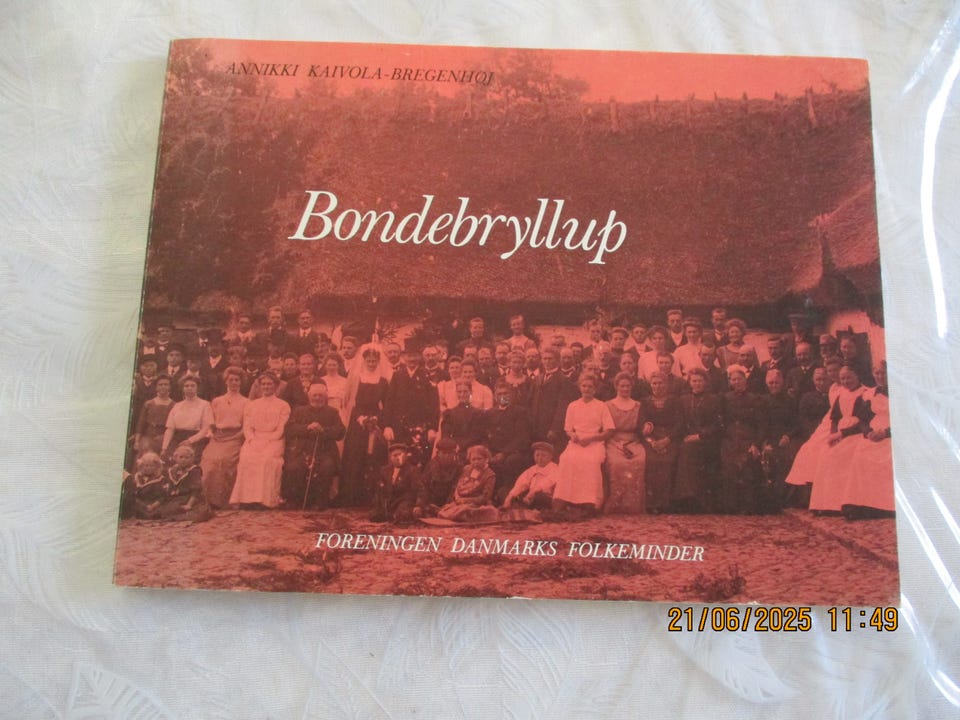 ANNIKKI KAIVOLA-BREGENHØJ
Bondebryllup
FORENINGEN DANMARKS FOLKEMINDER
21/06/2025 11:49